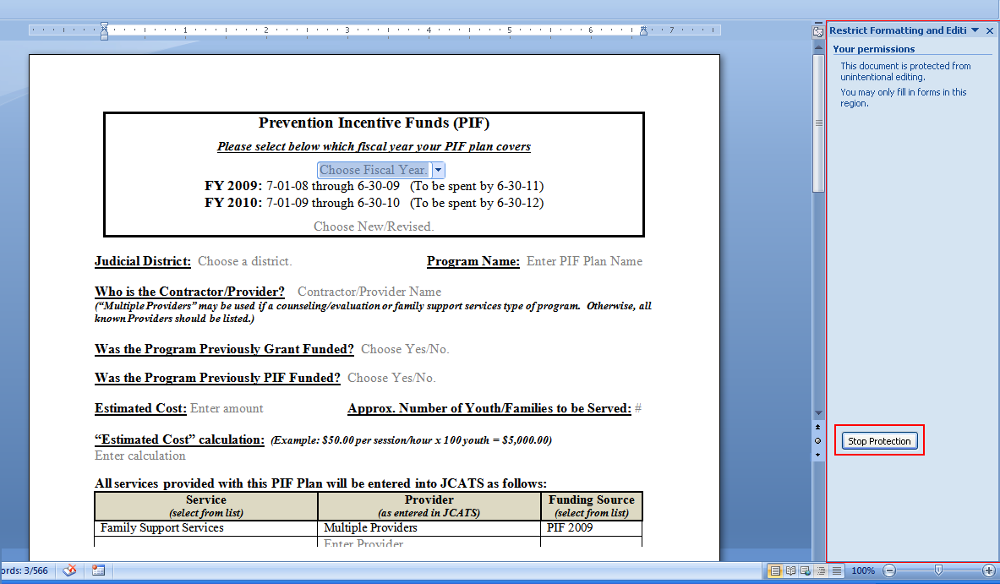 1 2 3 4 5 6 7
Restrict Formatting and Editi
Your permissions
This document is protected from
unintentional editing.
You may only fill in forms in this
region.
Stop Protection
Prevention Incentive Funds (PIF)
Please select below which fiscal year your PIF plan covers
Choose Fiscal Year.
FY 2009: 7-01-08 through 6-30-09 (To be spent by 6-30-11)
FY 2010: 7-01-09 through 6-30-10 (To be spent by 6-30-12)
Choose New/Revised.
Judicial District: Choose a district. Program Name: Enter PIF Plan Name
Who is the Contractor/Provider? Contractor/Provider Name
(“Multiple Providers” may be used if a counseling/evaluation or family support services type of program. Otherwise, all
known Providers should be listed.)
Was the Program Previously Grant Funded? Choose Yes/No.
Was the Program Previously PIF Funded? Choose Yes/No.
Estimated Cost: Enter amount Approx. Number of Youth/Families to be Served: #
“Estimated Cost” calculation: (Example: $50.00 per session/hour x 100 youth = $5,000.00)
Enter calculation
All services provided with this PIF Plan will be entered into JCATS as follows:
Service Provider Funding Source
(select from list) (as entered in JCATS) (select from list)
Family Support Services Multiple Providers PIF 2009
Enter Provider
ords: 3/566 100%